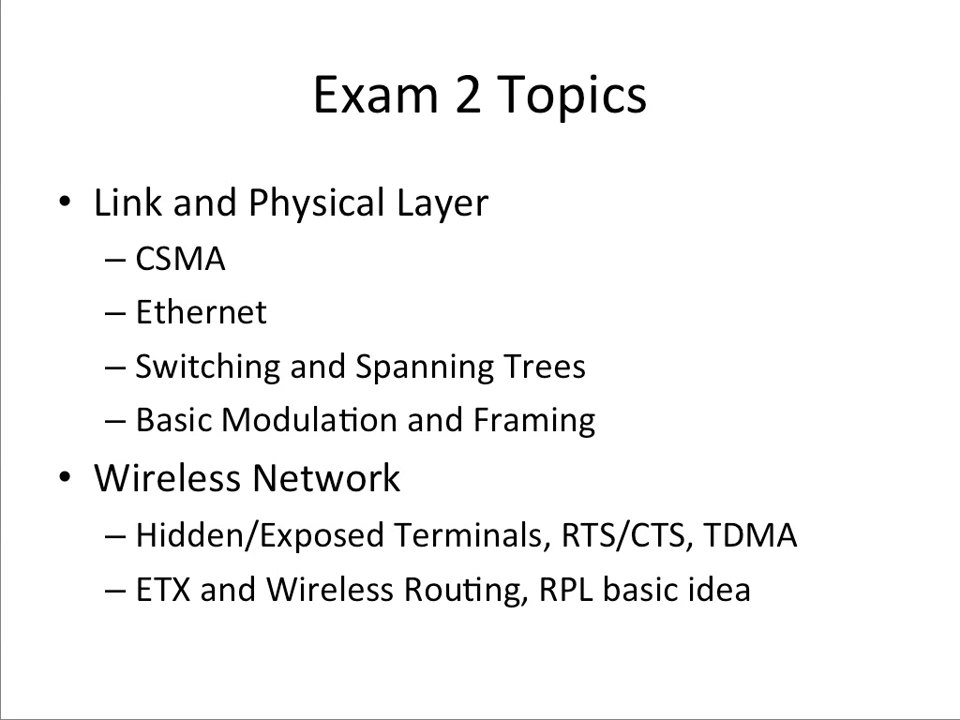 Exam 2 Topics
• Link and Physical Layer
– CSMA
– Ethernet
– Switching and Spanning Trees
– Basic Modulation and Framing
• Wireless Network
– Hidden/Exposed Terminals, RTS/CTS, TDMA
– ETX and Wireless Routing, RPL basic idea